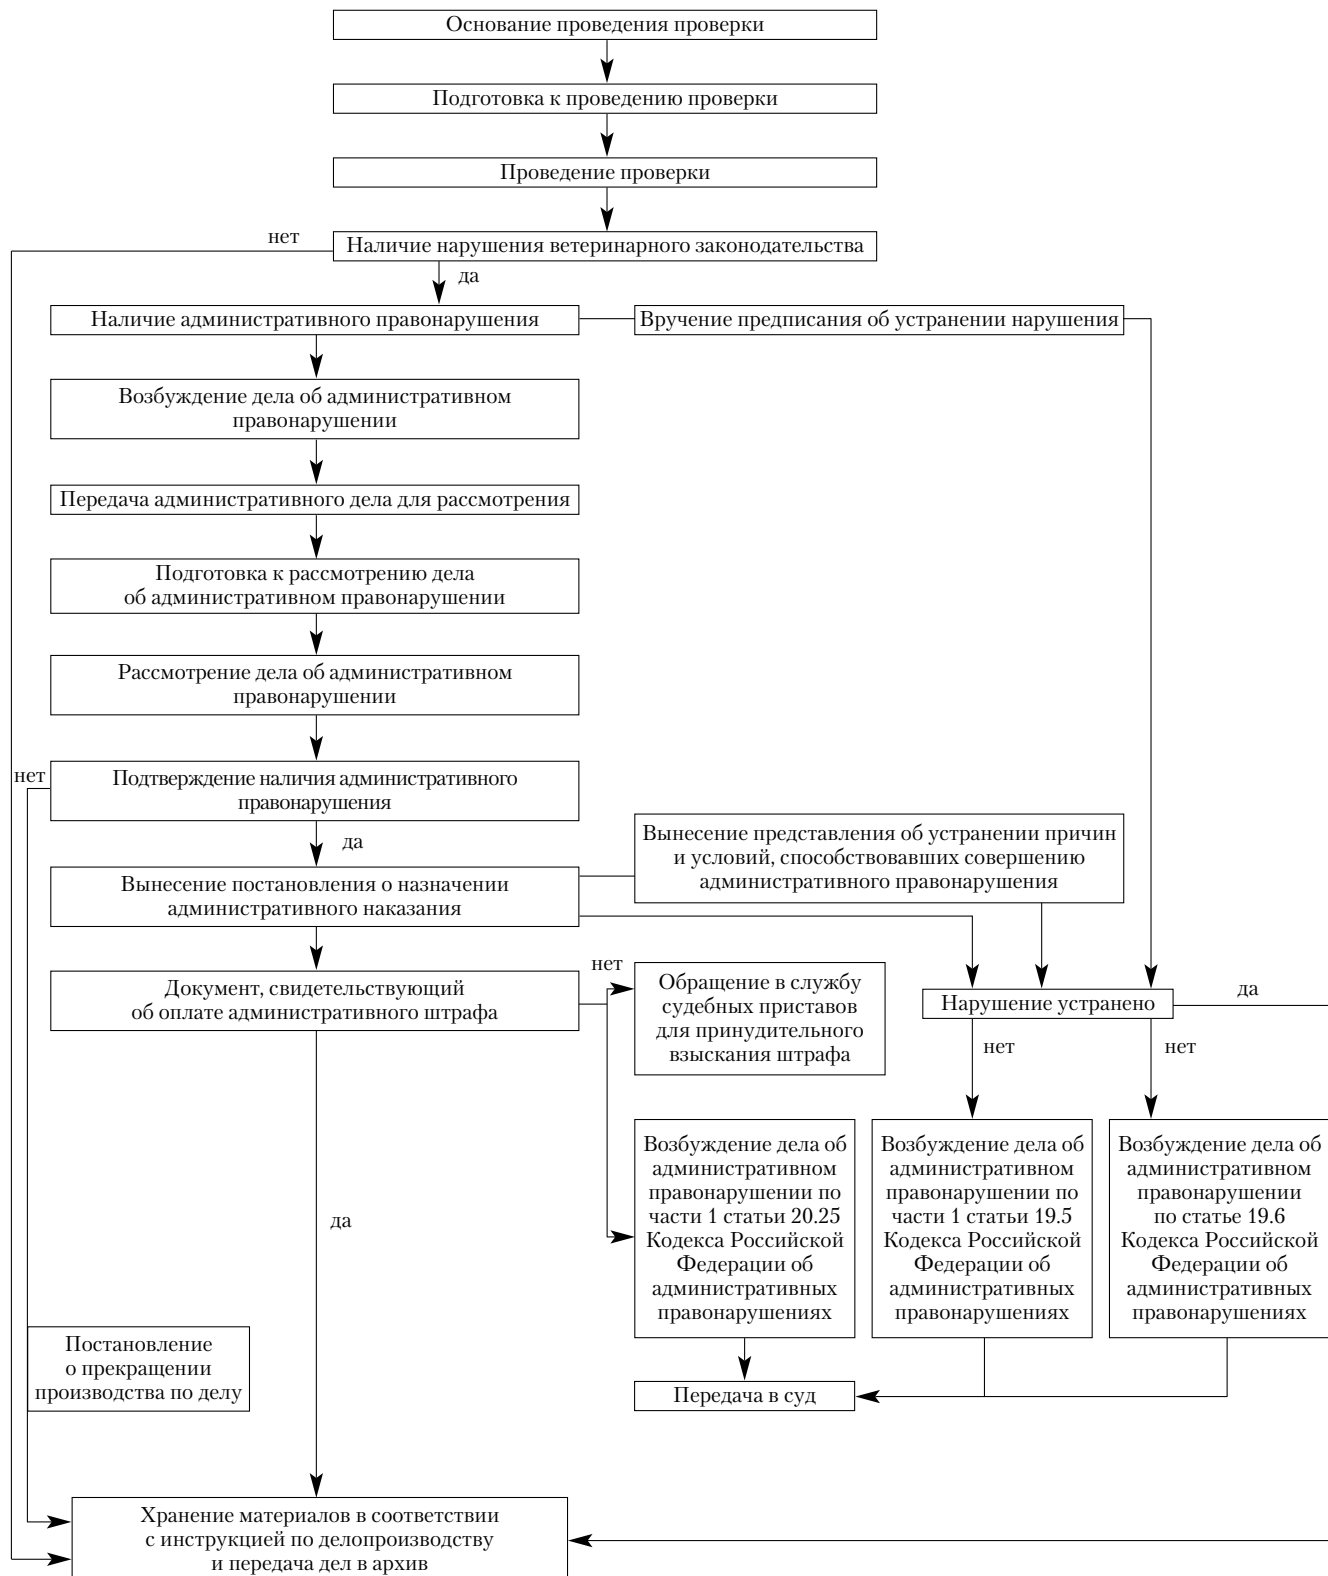 Основание проведения проверки
Подготовка к проведению проверки
Проведение проверки
нет
Наличие нарушения ветеринарного законодательства
да
Наличие административного правонарушения
Вручение предписания об устранении нарушения
Возбуждение дела об административном
правонарушении
Передача административного дела для рассмотрения
Подготовка к рассмотрению дела
об административном правонарушении
Рассмотрение дела об административном
правонарушении
нет
Подтверждение наличия административного
правонарушения
да
Вынесение представления об устранении причин
и условий, способствовавших совершению
административного правонарушения
Вынесение постановления о назначении
административного наказания
Документ, свидетельствующий
об оплате административного штрафа
нет
Обращение в службу
судебных приставов
для принудительного
взыскания штрафа
Нарушение устранено
да
нет
нет
Возбуждение дела об
административном
правонарушении по
части 1 статьи 20.25
Кодекса Российской
Федерации об
административных
правонарушениях
Возбуждение дела об
административном
правонарушении по
части 1 статьи 19.5
Кодекса Российской
Федерации об
административных
правонарушениях
Возбуждение дела об
административном
правонарушении
по статье 19.6
Кодекса Российской
Федерации об
административных
правонарушениях
да
Постановление
о прекращении
производства по делу
Передача в суд
Хранение материалов в соответствии
с инструкцией по делопроизводству
и передача дел в архив